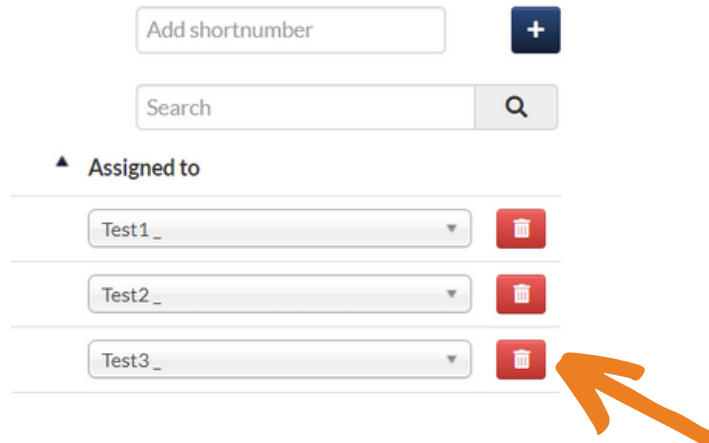 Add shortnumber
Search
Assigned to
Test1 _
Test2 _
Test3 _